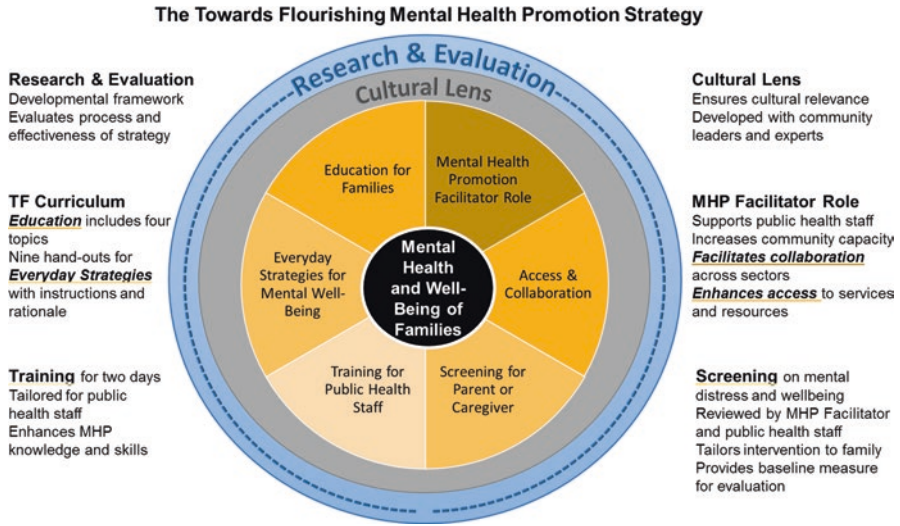 The Towards Flourishing Mental Health Promotion Strategy
Research & Evaluation
Developmental framework
Evaluates process and
effectiveness of strategy
TF Curriculum
Education includes four
topics
Nine hand-outs for
Everyday Strategies
with instructions and
rationale
Training for two days
Tailored for public
health staff
Enhances MHP
knowledge and skills
Research & Evaluation
Cultural Lens
Education for
Families
Mental Health
Promotion
Facilitator Role
Everyday
Strategies for
Mental Well-
Being
Mental
Health
and Well-
Being of
Families
Access &
Collaboration
Training for
Public Health
Staff
Screening for
Parent or
Caregiver
Cultural Lens
Ensures cultural relevance
Developed with community
leaders and experts
MHP Facilitator Role
Supports public health staff
Increases community capacity
Facilitates collaboration
across sectors
Enhances access to services
and resources
Screening on mental
distress and wellbeing
Reviewed by MHP Facilitator
and public health staff
Tailors intervention to family
Provides baseline measure
for evaluation